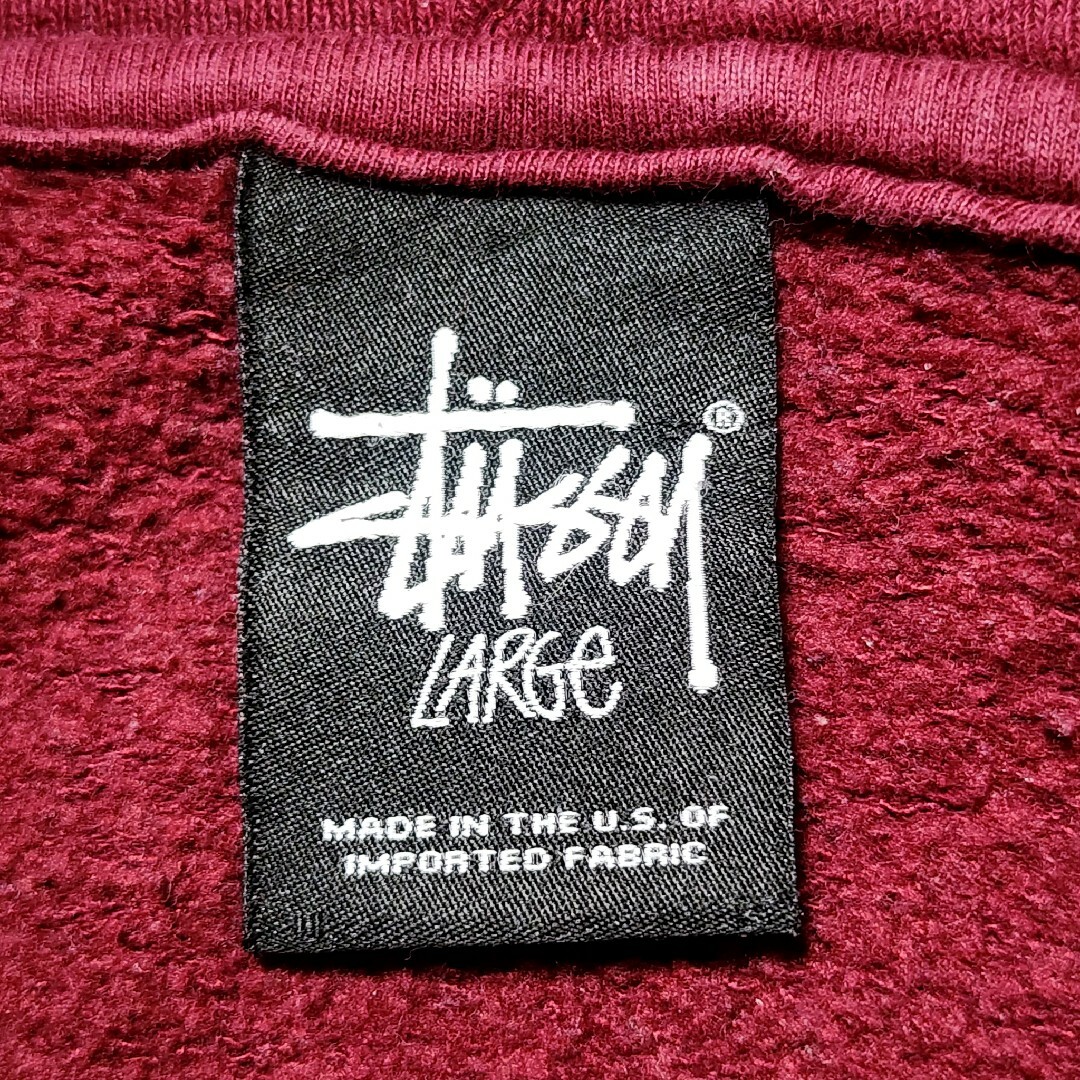 Stüssy ®
LARGe
MADE IN THE U.S. OF
IMPORTED FABRIC